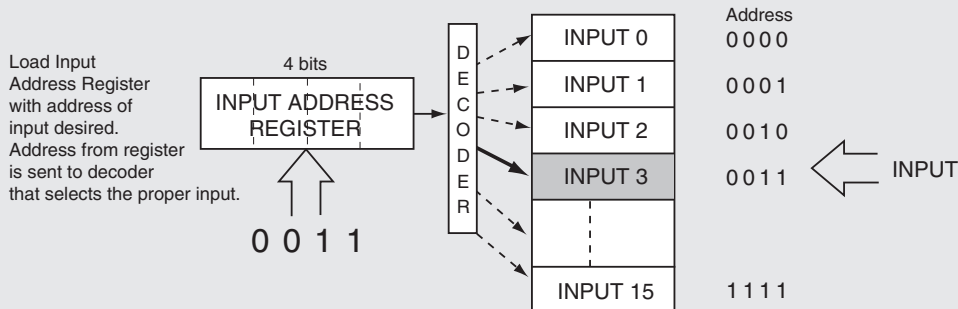 Load Input
Address Register
with address of
input desired.
Address from register
is sent to decoder
that selects the proper input.
4 bits
INPUT ADDRESS
REGISTER
0 0 1 1
D
E
C
O
D
E
R
INPUT 0
INPUT 1
INPUT 2
INPUT 3
INPUT 15
Address
0 0 0 0
0 0 0 1
0 0 1 0
0 0 1 1
1 1 1 1
INPUT